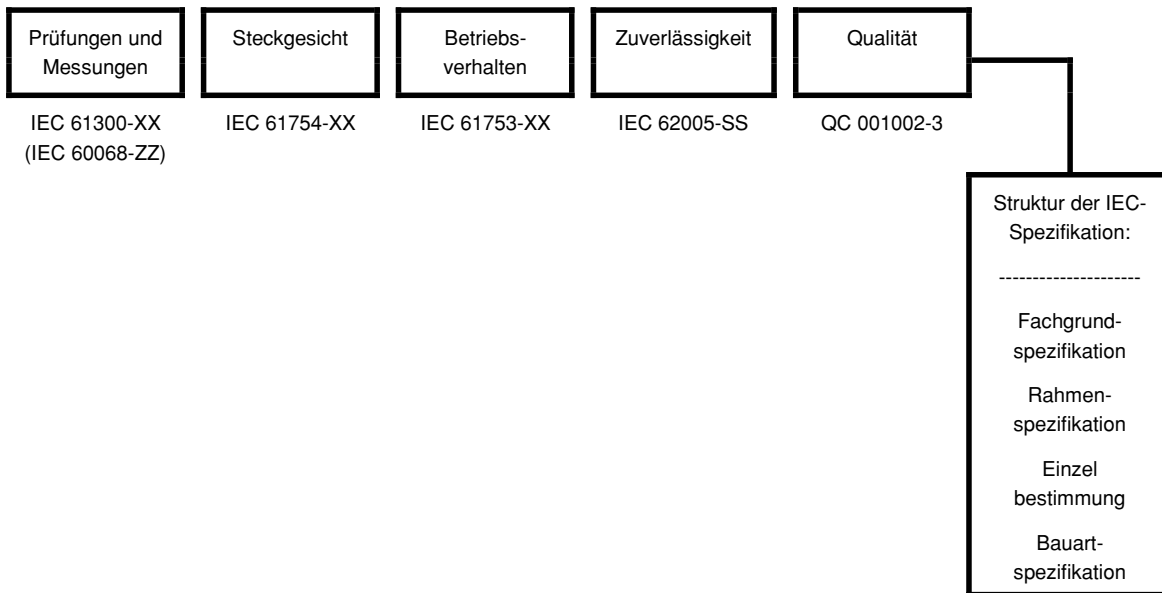 Prüfungen und
Messungen
Steckgesicht
Betriebs-
verhalten
Zuverlässigkeit
Qualität
IEC 61300-XX
(IEC 60068-ZZ)
IEC 61754-XX
IEC 61753-XX
IEC 62005-SS
QC 001002-3
Struktur der IEC-
Spezifikation:
---------------------
Fachgrund-
spezifikation
Rahmen-
spezifikation
Einzel
bestimmung
Bauart-
spezifikation